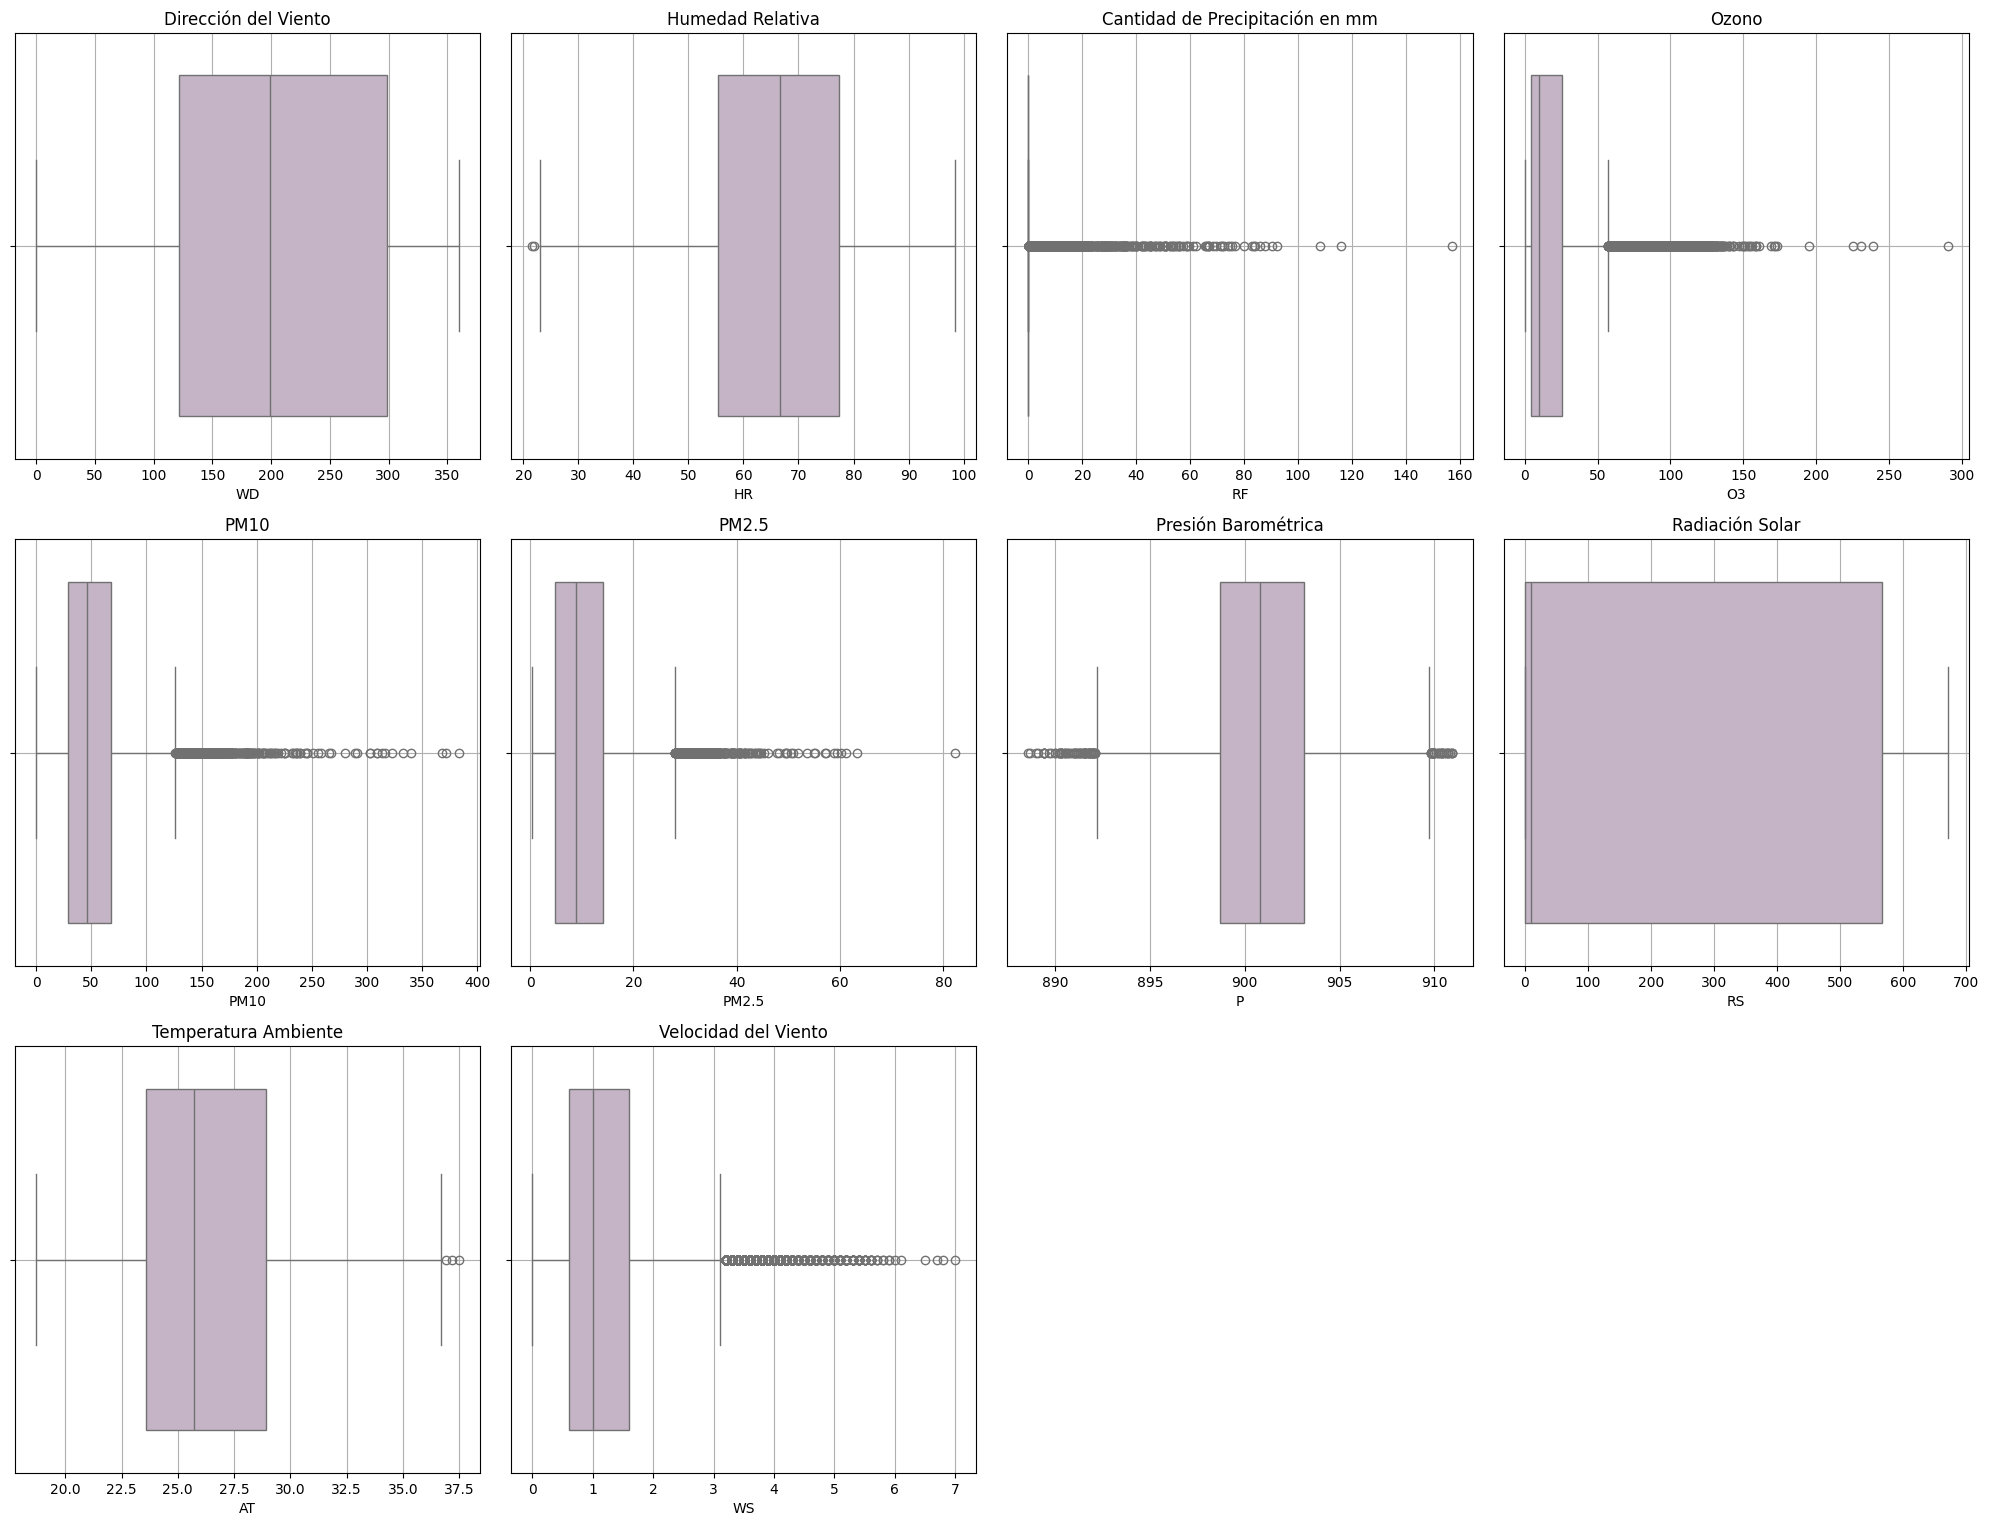 Dirección del Viento
0 50 100 150 200 250 300 350
WD
Humedad Relativa
20 30 40 50 60 70 80 90 100
HR
Cantidad de Precipitación en mm
0 20 40 60 80 100 120 140 160
RF
Ozono
0 50 100 150 200 250 300
O3
PM10
0 50 100 150 200 250 300 350 400
PM10
PM2.5
0 20 40 60 80
PM2.5
Presión Barométrica
890 895 900 905 910
P
Radiación Solar
0 100 200 300 400 500 600 700
RS
Temperatura Ambiente
20.0 22.5 25.0 27.5 30.0 32.5 35.0 37.5
AT
Velocidad del Viento
0 1 2 3 4 5 6 7
WS